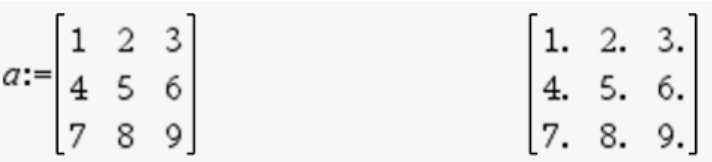 1 2 3 1. 2. 3.
a:= 4 5 6 4. 5. 6.
7 8 9 7. 8. 9.